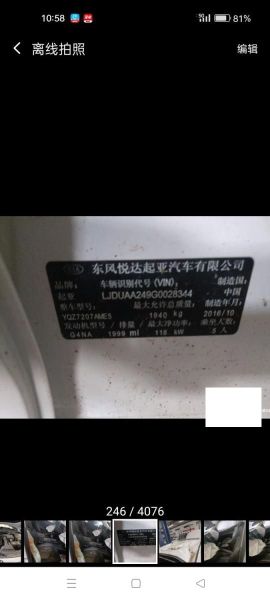 10:58
81%
离线拍照
编辑
东风悦达起亚汽车有限公司
品牌: 车辆识别代号(VIN): 制造国:
起亚 LJDUAA249G0028344 中国
整车型号: 最大允许总质量: 制造年月:
YQZ7207AME5 1940 kg 2016/10
发动机型号/排量/最大净功率: 乘坐人数:
G4NA 1999 ml 118 kW 5人
246 / 4076